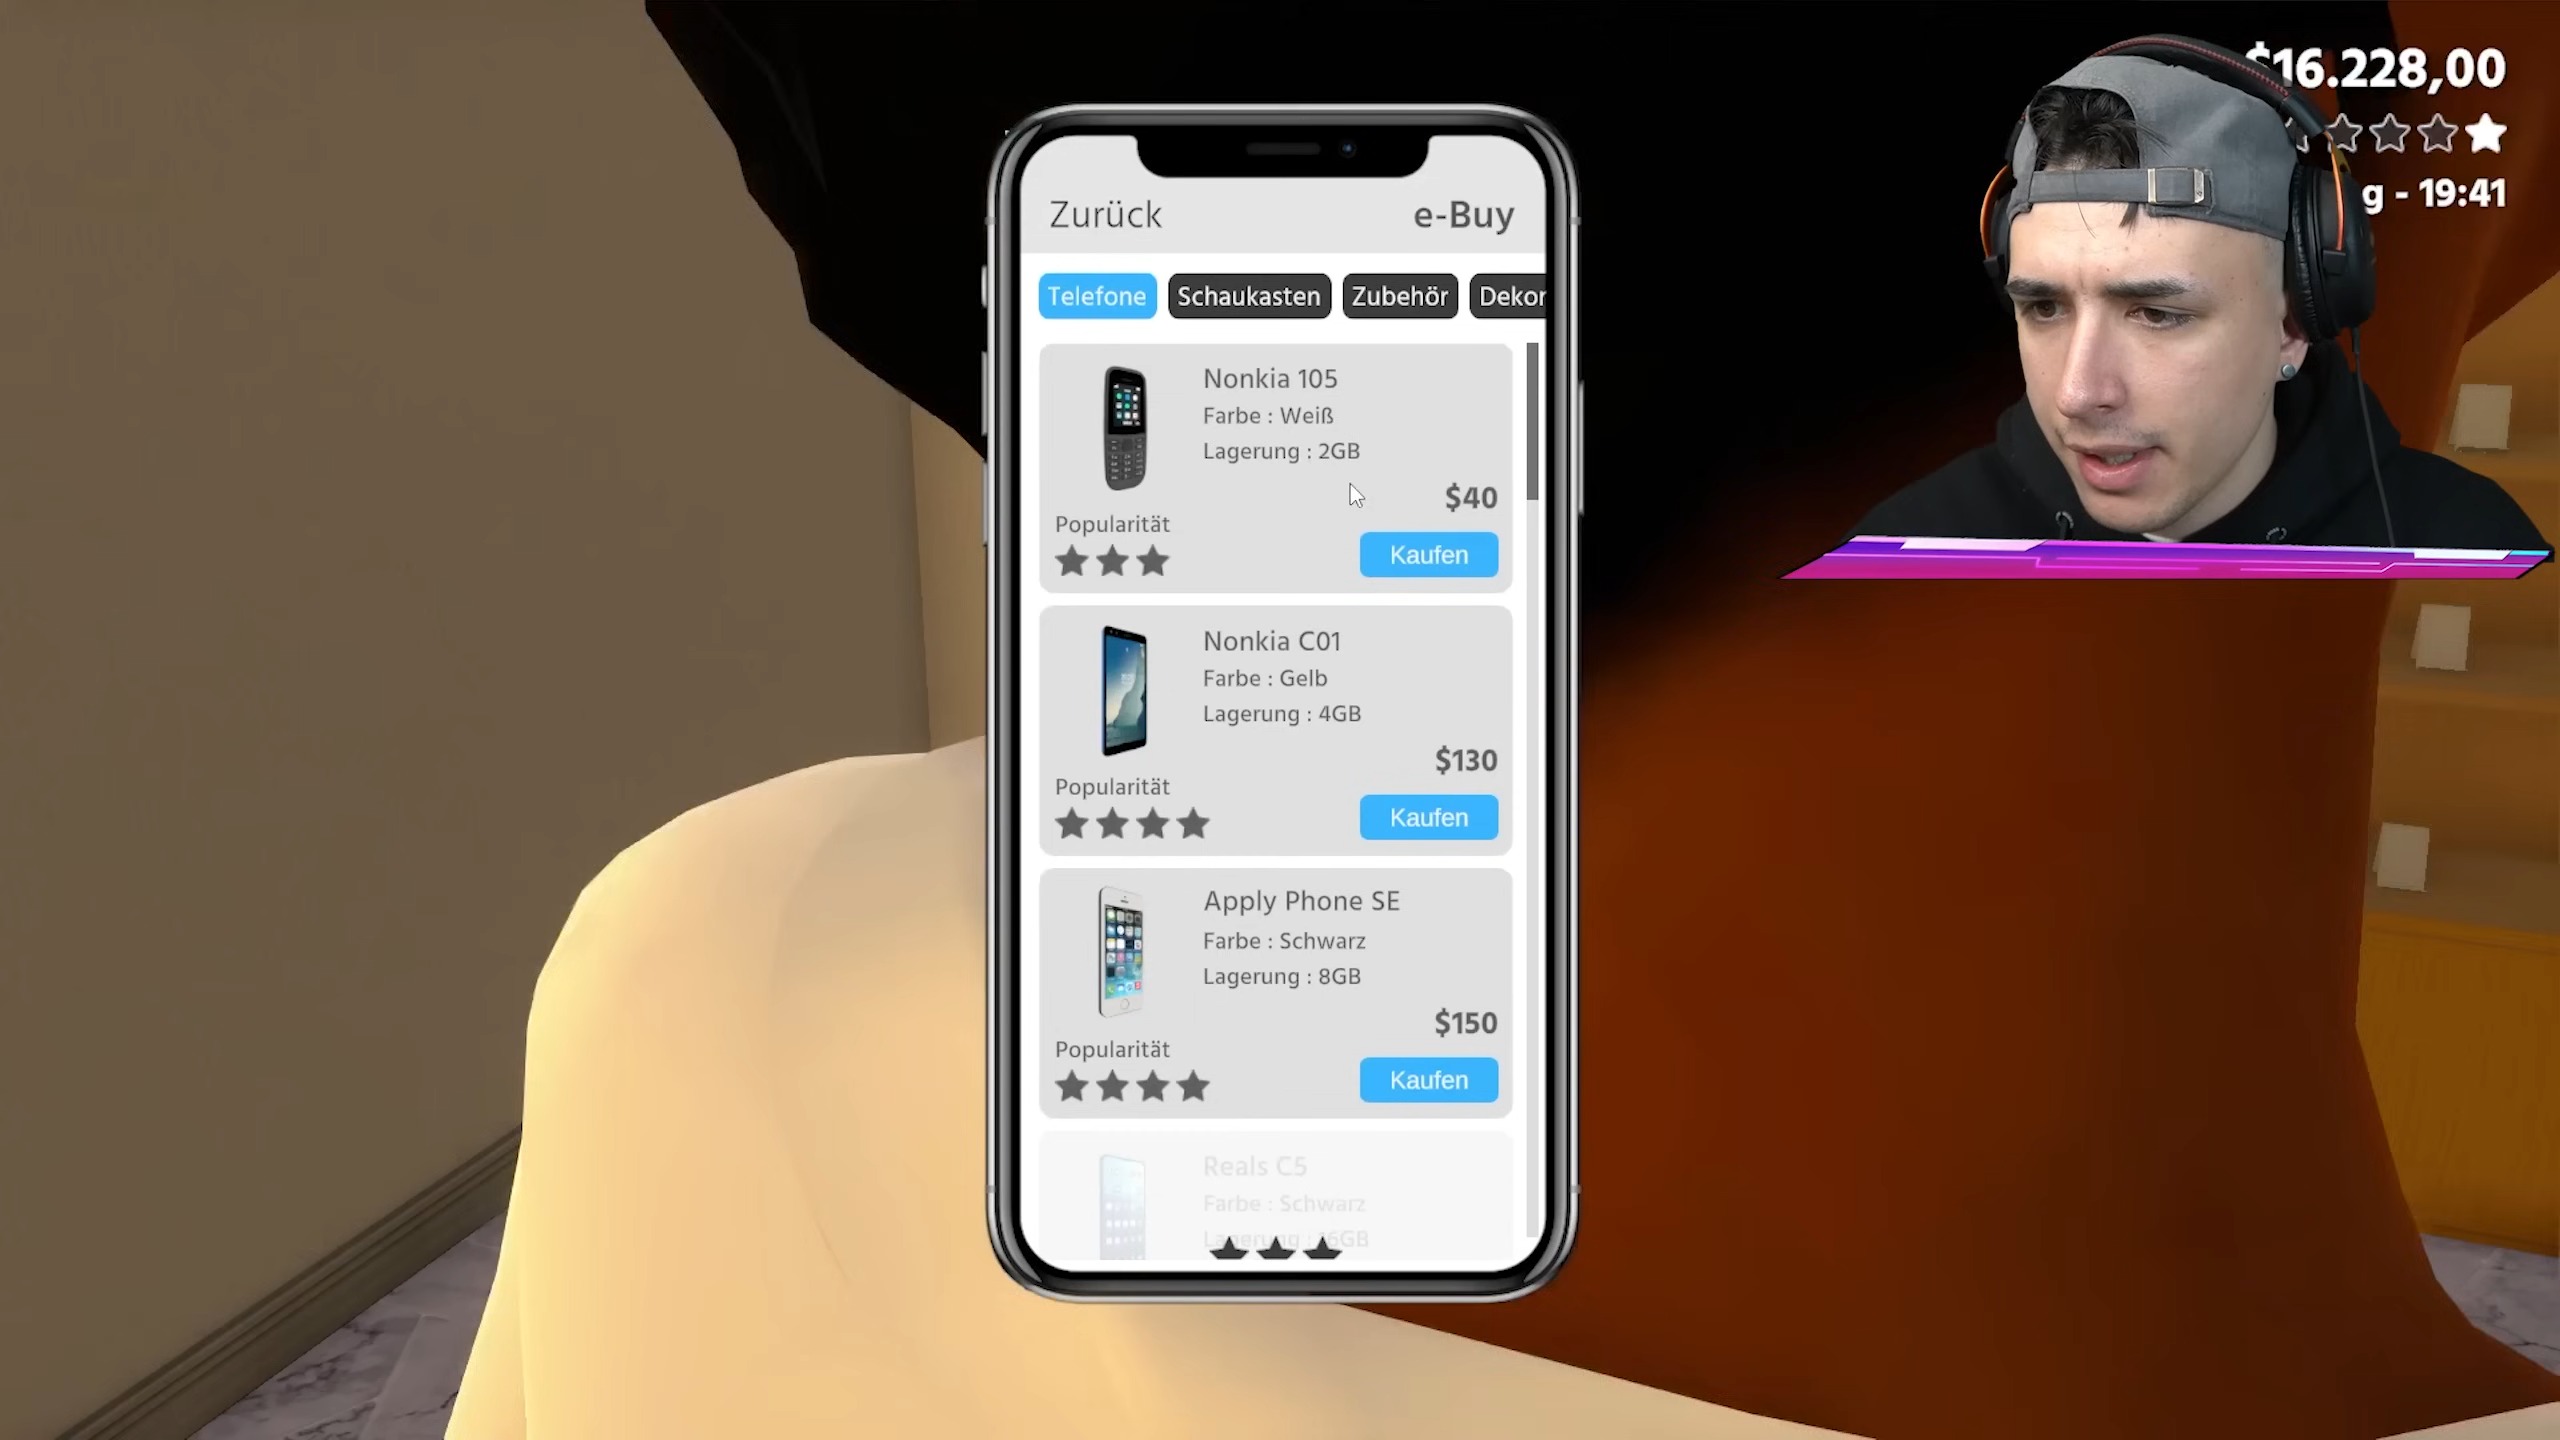 $16.228,00
g - 19:41
Zurück
e-Buy
Telefone
Schaukasten
Zubehör
Dekor
Nonkia 105
Farbe : Weiß
Lagerung : 2GB
$40
Popularität
Kaufen
Nonkia C01
Farbe : Gelb
Lagerung : 4GB
$130
Popularität
Kaufen
Apply Phone SE
Farbe : Schwarz
Lagerung : 8GB
$150
Popularität
Kaufen
Reals C5
Farbe : Schwarz
Lagerung : 16GB